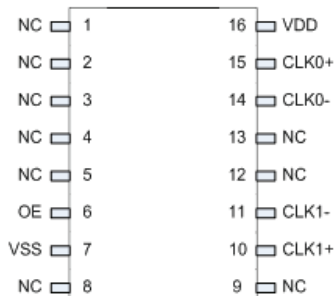 NC 1 16 VDD
NC 2 15 CLK0+
NC 3 14 CLK0-
NC 4 13 NC
NC 5 12 NC
OE 6 11 CLK1-
VSS 7 10 CLK1+
NC 8 9 NC